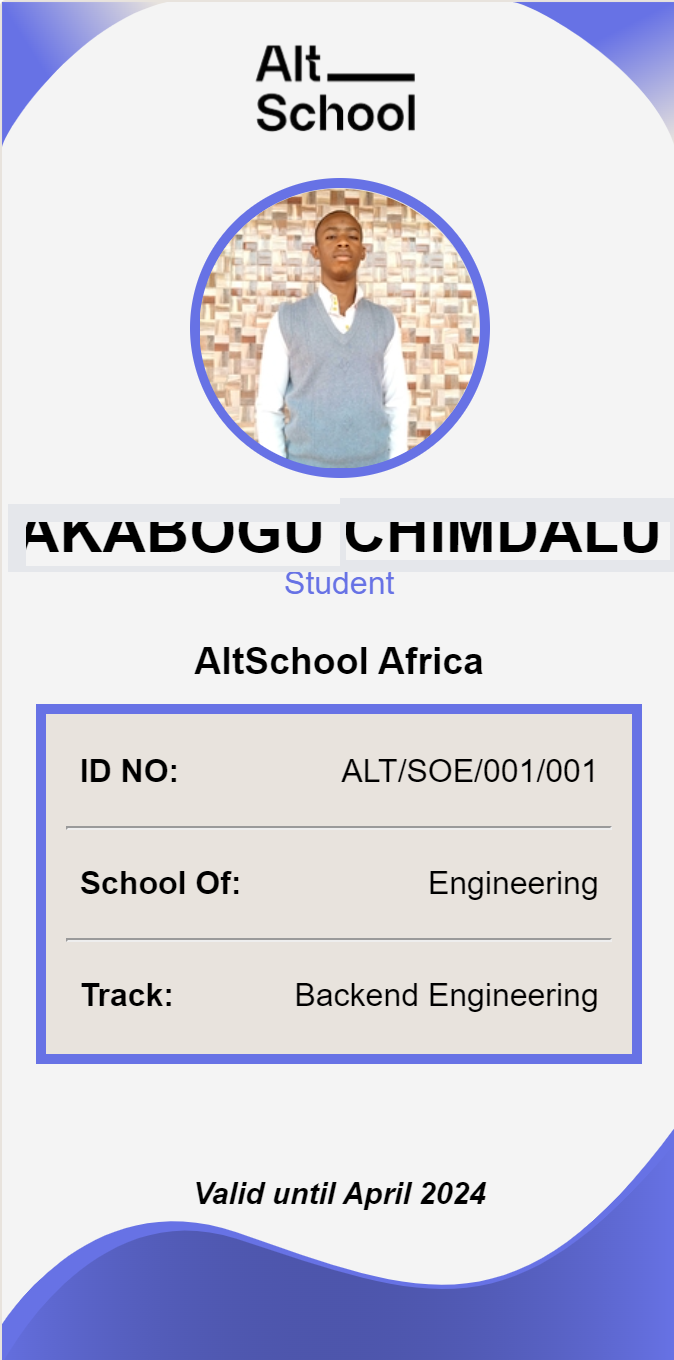 Alt
School
AKABOGU CHIMDALU
Student
AltSchool Africa
ID NO: ALT/SOE/001/001
School Of: Engineering
Track: Backend Engineering
Valid until April 2024